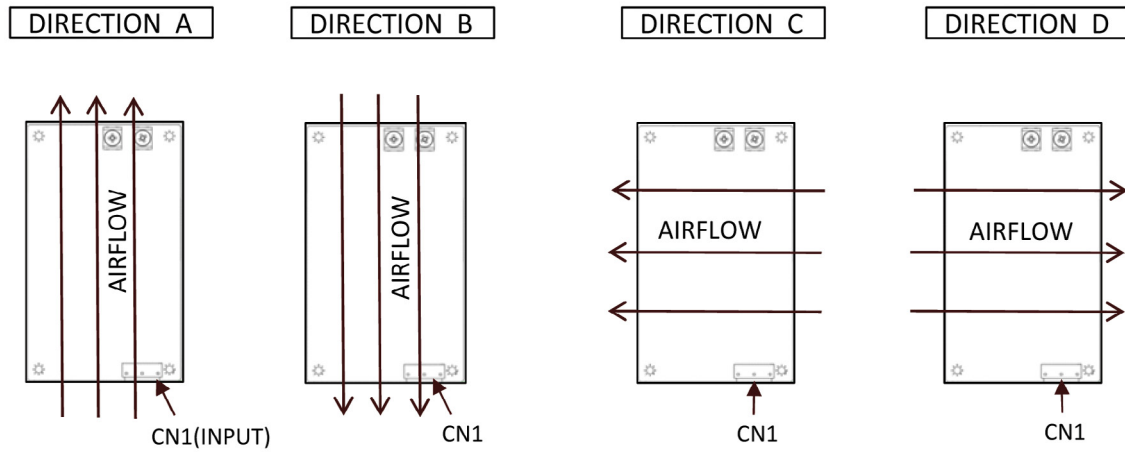 DIRECTION A
DIRECTION B
DIRECTION C
DIRECTION D
AIRFLOW
AIRFLOW
AIRFLOW
AIRFLOW
CN1(INPUT)
CN1
CN1
CN1